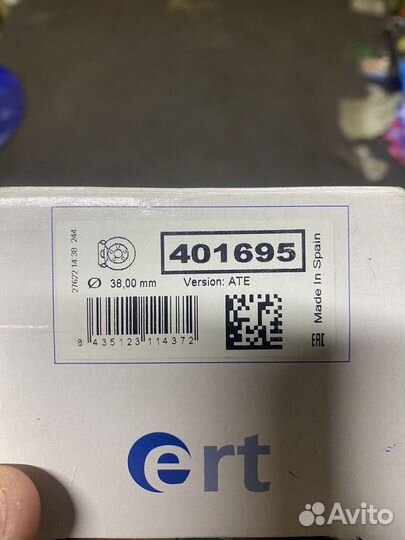 27622 14:38 244
401695
Ø 38,00 mm
Version: ATE
Made In Spain
8 435123 114372
EAC
ert
Avito